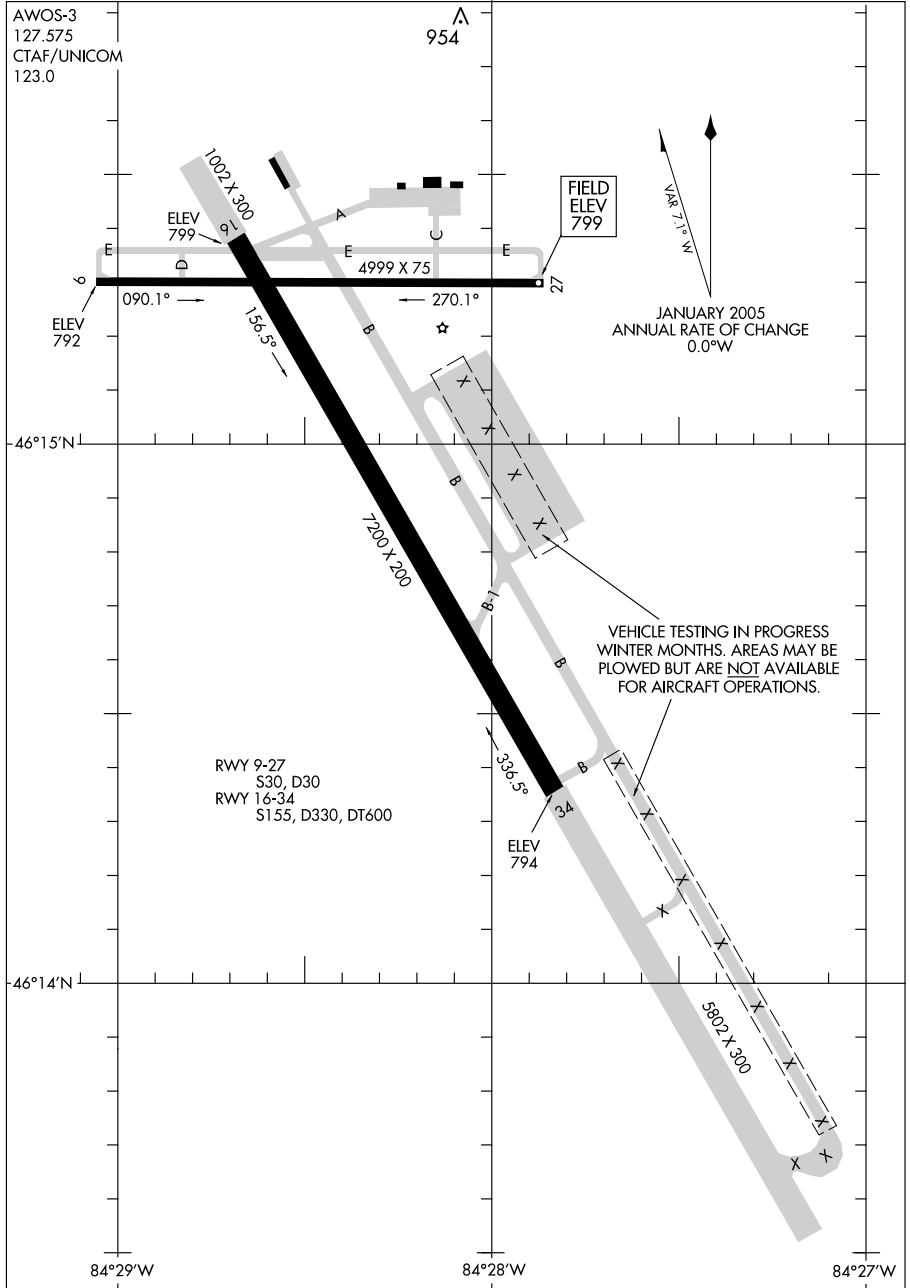 AWOS-3
127.575
CTAF/UNICOM
123.0
954
VAR 7.1° W
JANUARY 2005
ANNUAL RATE OF CHANGE
0.0°W
1002 X 300
16
ELEV
799
A
C
FIELD
ELEV
799
E
E
E
D
4999 X 75
9
27
090.1°
270.1°
ELEV
792
156.5°
B
46°15'N
X
X
X
X
B
7200 X 200
B-1
B
VEHICLE TESTING IN PROGRESS
WINTER MONTHS. AREAS MAY BE
PLOWED BUT ARE NOT AVAILABLE
FOR AIRCRAFT OPERATIONS.
336.5°
B
RWY 9-27
S30, D30
RWY 16-34
S155, D330, DT600
34
ELEV
794
X
X
X
X
X
46°14'N
X
5802 X 300
X
X
X
X
84°29'W
84°28'W
84°27'W